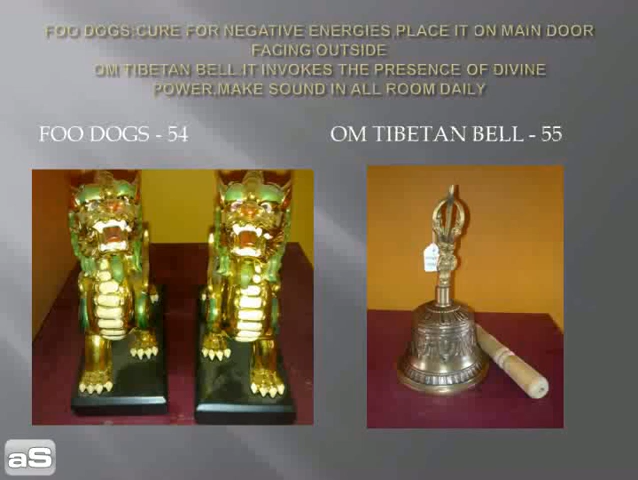 FOO DOGS:CURE FOR NEGATIVE ENERGIES,PLACE IT ON MAIN DOOR
FACING OUTSIDE
OM TIBETAN BELL:IT INVOKES THE PRESENCE OF DIVINE
POWER,MAKE SOUND IN ALL ROOM DAILY
FOO DOGS - 54
OM TIBETAN BELL - 55
aS